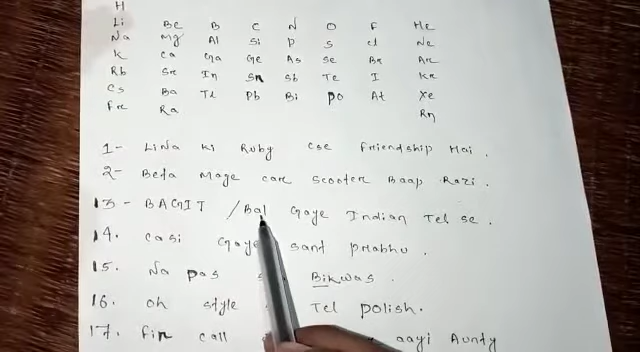 H
Li Be B C N O F He
Na Mg Al Si P S Cl Ne
K Ca Ga Ge As Se Br Ar
Rb Sr In Sn Sb Te I Kr
Cs Ba Tl Pb Bi Po At Xe
Fr Ra Rn
1- LiNa Ki Ruby Cse Friendship Hai.
2- Beta Mage Car Scooter Baap Razi.
13- BAGIT / Bal Gaye Indian Tel se.
14. Casi Gaye sant Prabhu.
15. Na pas Bikwas.
16. Oh style Tel polish.
17. Fin call aayi Aunty